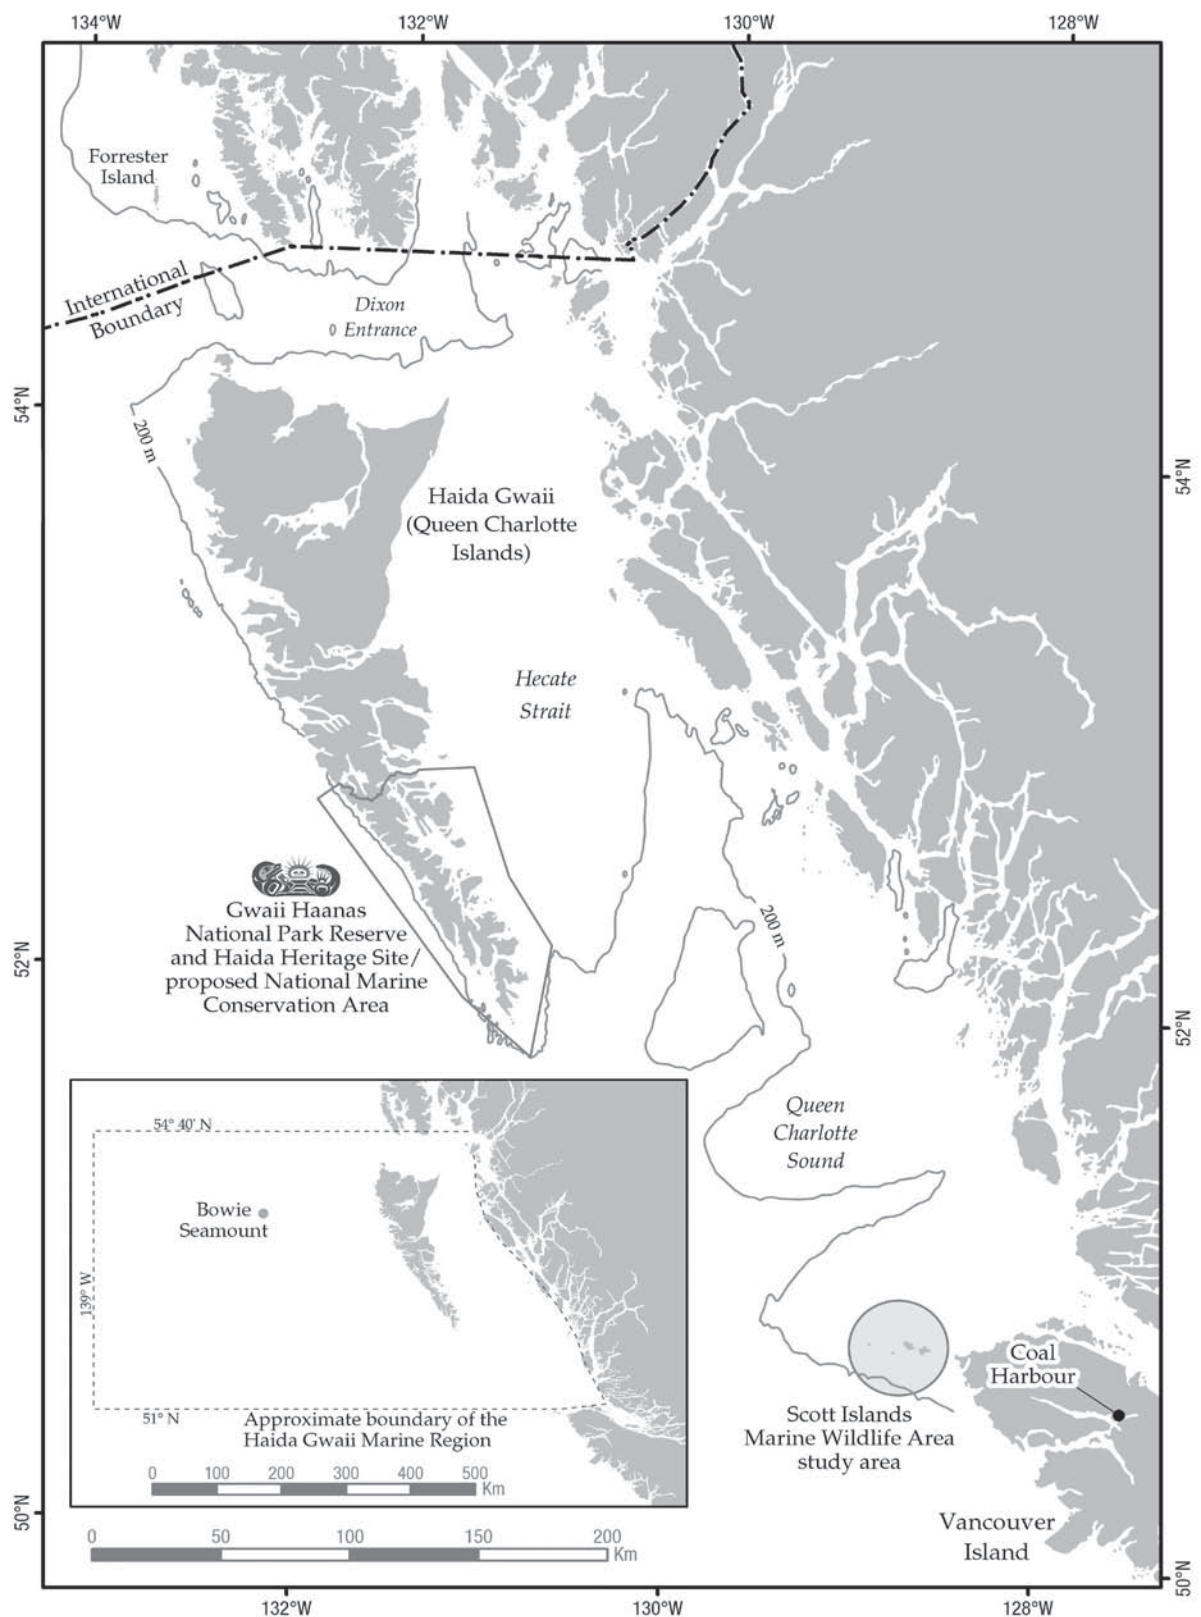 134°W
132°W
130°W
128°W
Forrester
Island
International
Boundary
Dixon
Entrance
54°N
200 m
54°N
Haida Gwaii
(Queen Charlotte
Islands)
Hecate
Strait
Gwaii Haanas
National Park Reserve
and Haida Heritage Site/
proposed National Marine
Conservation Area
200 m
52°N
52°N
Queen
Charlotte
Sound
54° 40' N
Bowie
Seamount
139° W
51° N
Approximate boundary of the
Haida Gwaii Marine Region
0 100 200 300 400 500
Km
Coal
Harbour
Scott Islands
Marine Wildlife Area
study area
Vancouver
Island
50°N
50°N
0 50 100 150 200
Km
132°W
130°W
128°W